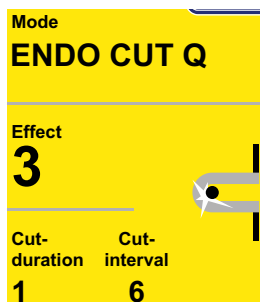 Mode
ENDO CUT Q
Effect
3
Cut- Cut-
duration interval
1 6